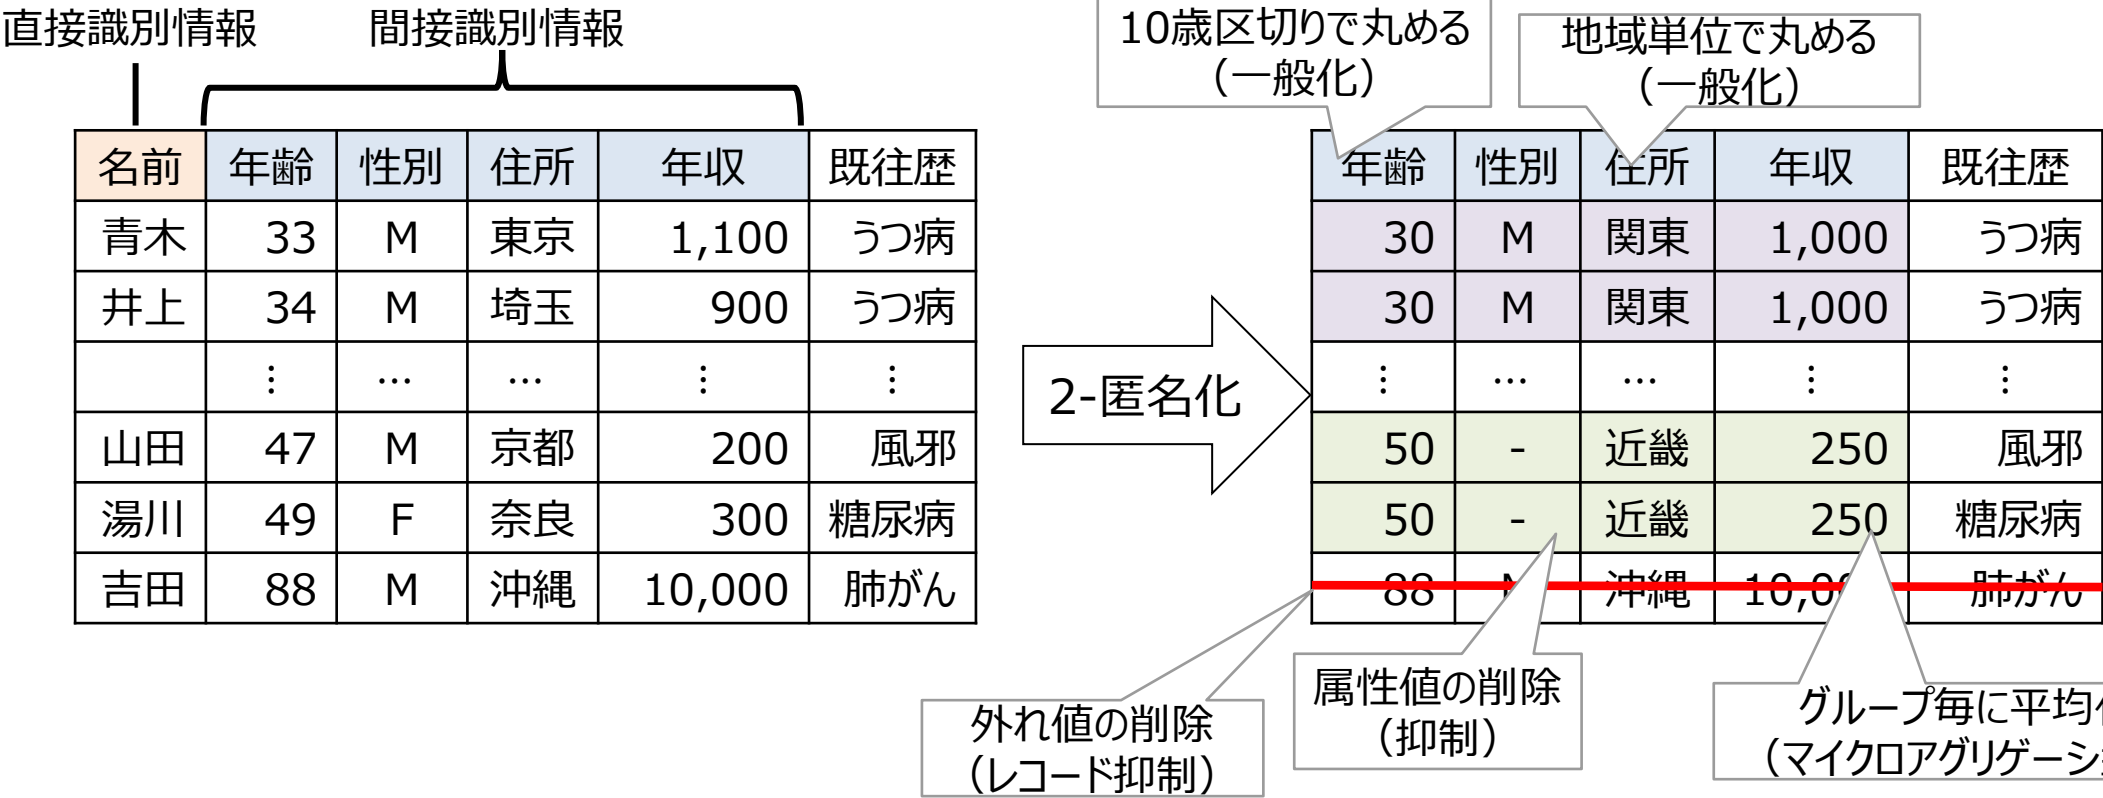 直接識別情報 間接識別情報
10歳区切りで丸める
(一般化)
地域単位で丸める
(一般化)
名前 年齢 性別 住所 年収 既往歴
青木 33 M 東京 1,100 うつ病
井上 34 M 埼玉 900 うつ病
⋮ … … ⋮ ⋮
山田 47 M 京都 200 風邪
湯川 49 F 奈良 300 糖尿病
吉田 88 M 沖縄 10,000 肺がん
2-匿名化
年齢 性別 住所 年収 既往歴
30 M 関東 1,000 うつ病
30 M 関東 1,000 うつ病
⋮ … … ⋮ ⋮
50 - 近畿 250 風邪
50 - 近畿 250 糖尿病
88 M 沖縄 10,0 肺がん
外れ値の削除
(レコード抑制)
属性値の削除
(抑制)
グループ毎に平均
(マイクロアグリゲーシ